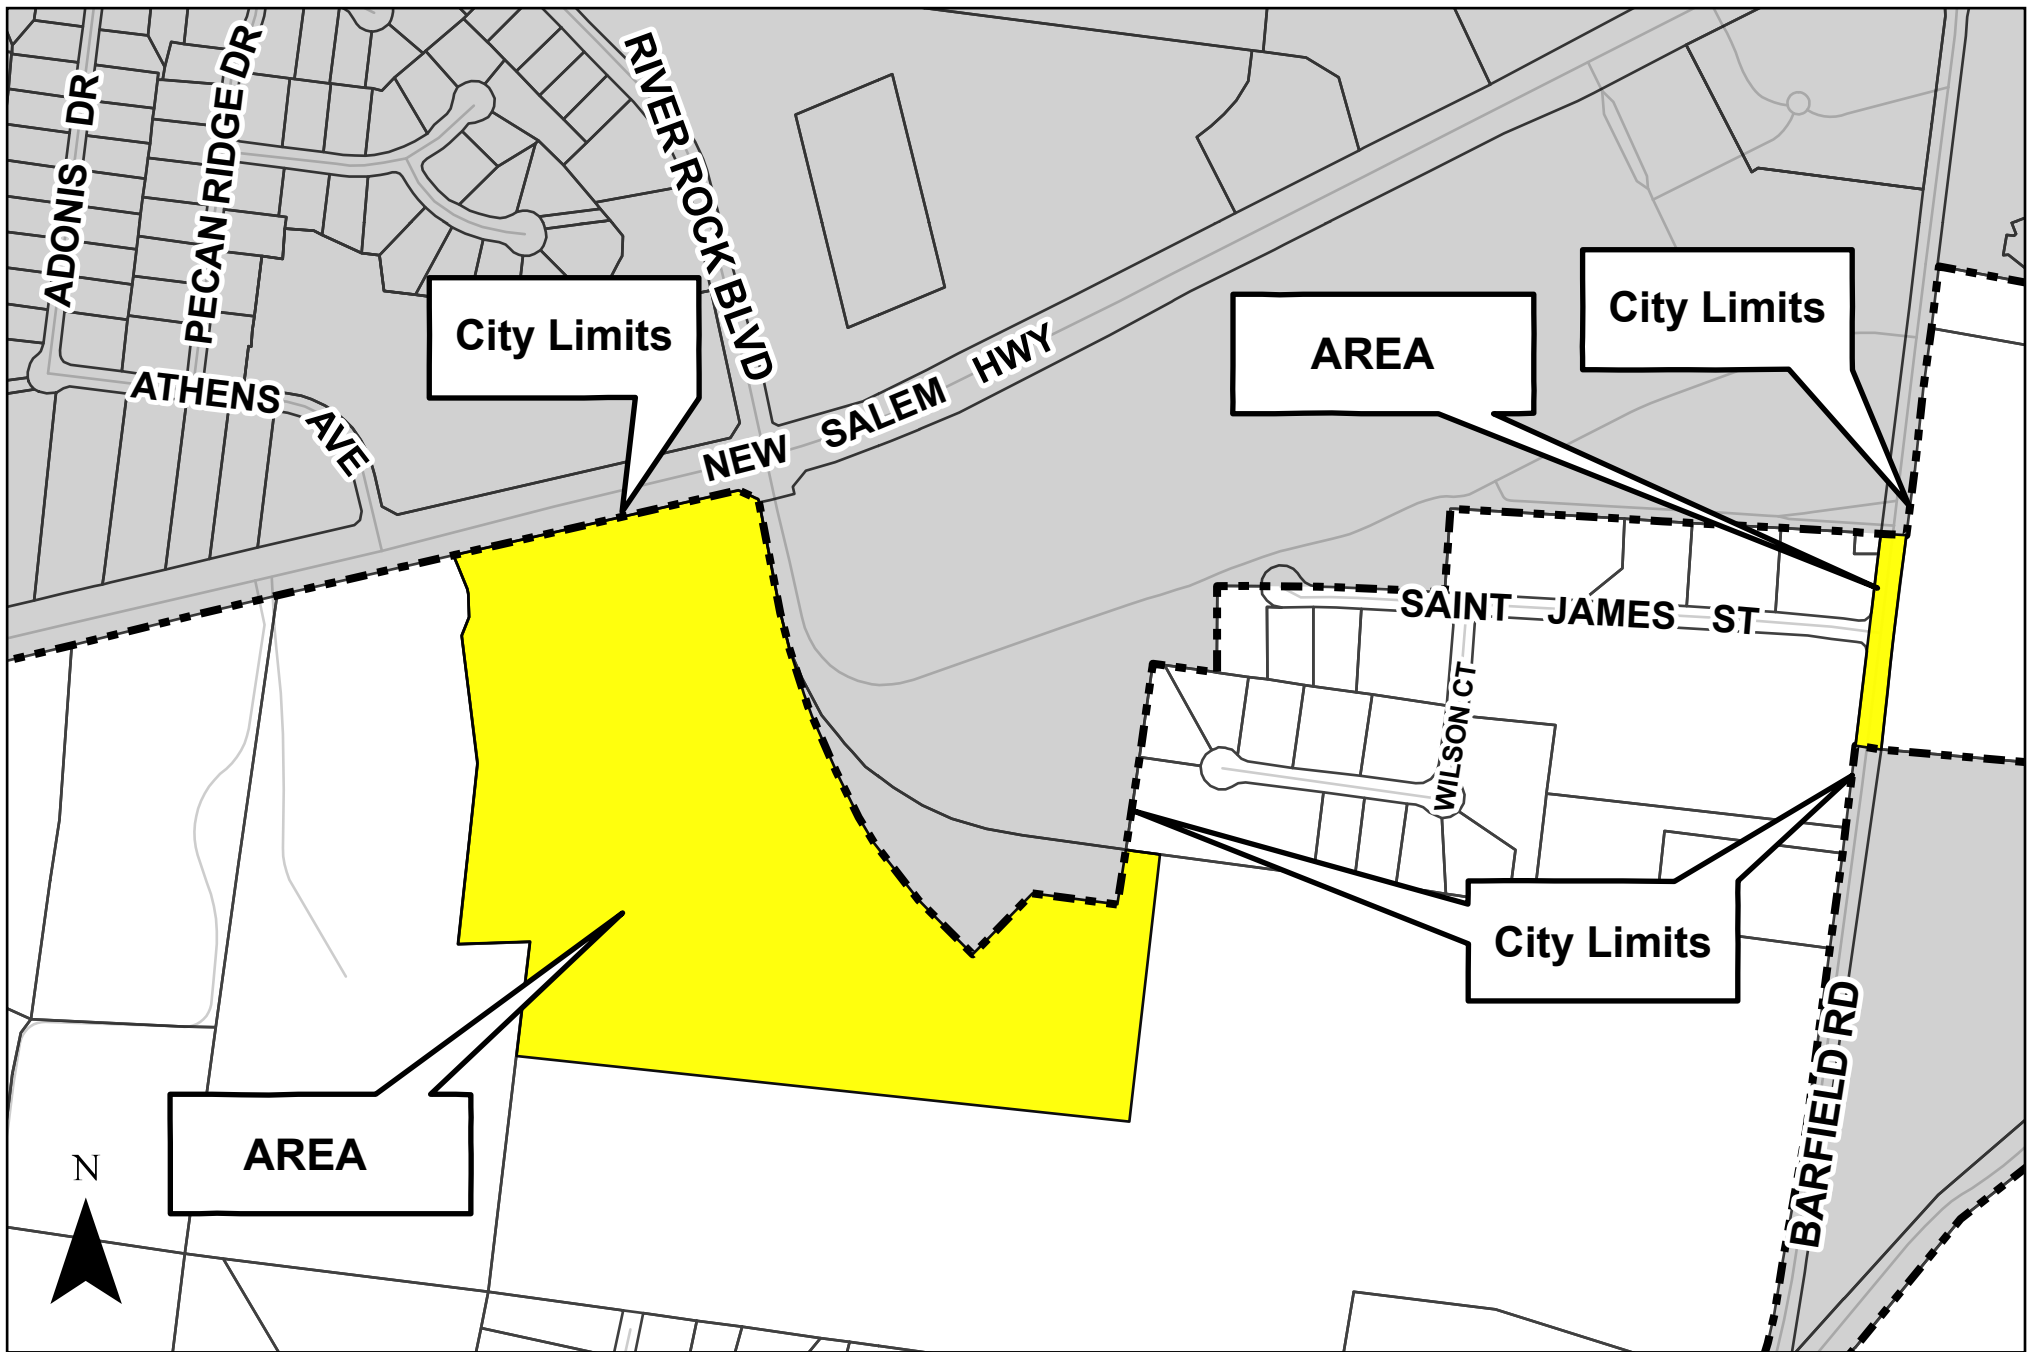 ADONIS DR
PECAN RIDGE DR
RIVER ROCK BLVD
ATHENS AVE
City Limits
NEW SALEM HWY
AREA
City Limits
SAINT JAMES ST
WILSON CT
City Limits
BARFIELD RD
AREA
N